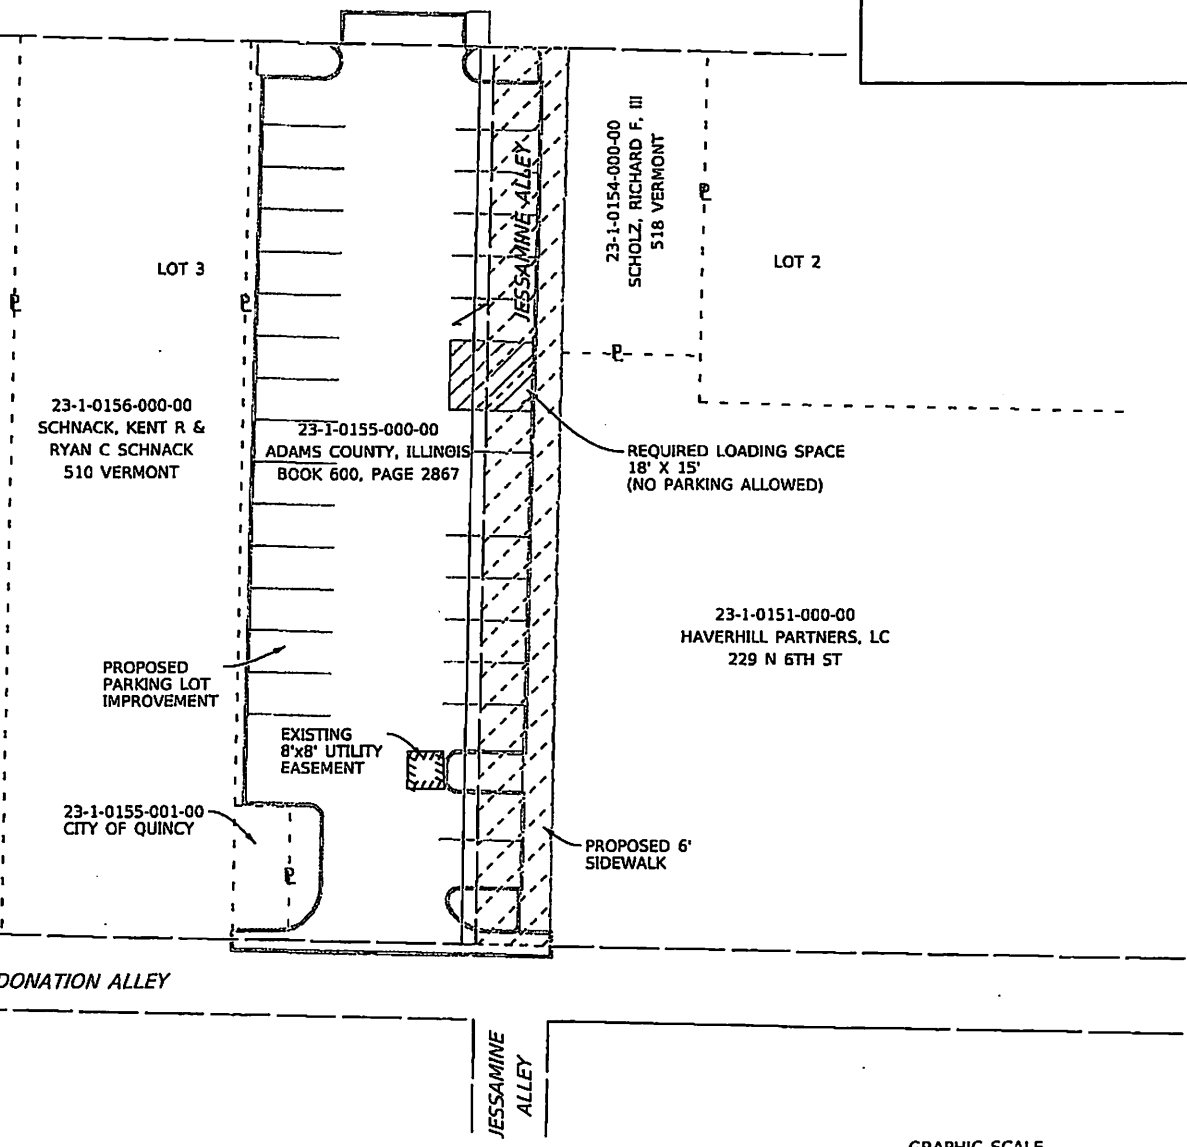 JESSAMINE ALLEY
23-1-0154-000-00
SCHOLZ, RICHARD F, III
518 VERMONT
LOT 3
LOT 2
23-1-0156-000-00
SCHNACK, KENT R &
RYAN C SCHNACK
510 VERMONT
23-1-0155-000-00
ADAMS COUNTY, ILLINOIS
BOOK 600, PAGE 2867
REQUIRED LOADING SPACE
18' X 15'
(NO PARKING ALLOWED)
23-1-0151-000-00
HAVERHILL PARTNERS, LC
229 N 6TH ST
PROPOSED
PARKING LOT
IMPROVEMENT
EXISTING
8'x8' UTILITY
EASEMENT
23-1-0155-001-00
CITY OF QUINCY
PROPOSED 6'
SIDEWALK
DONATION ALLEY
JESSAMINE
ALLEY
GRAPHIC SCALE